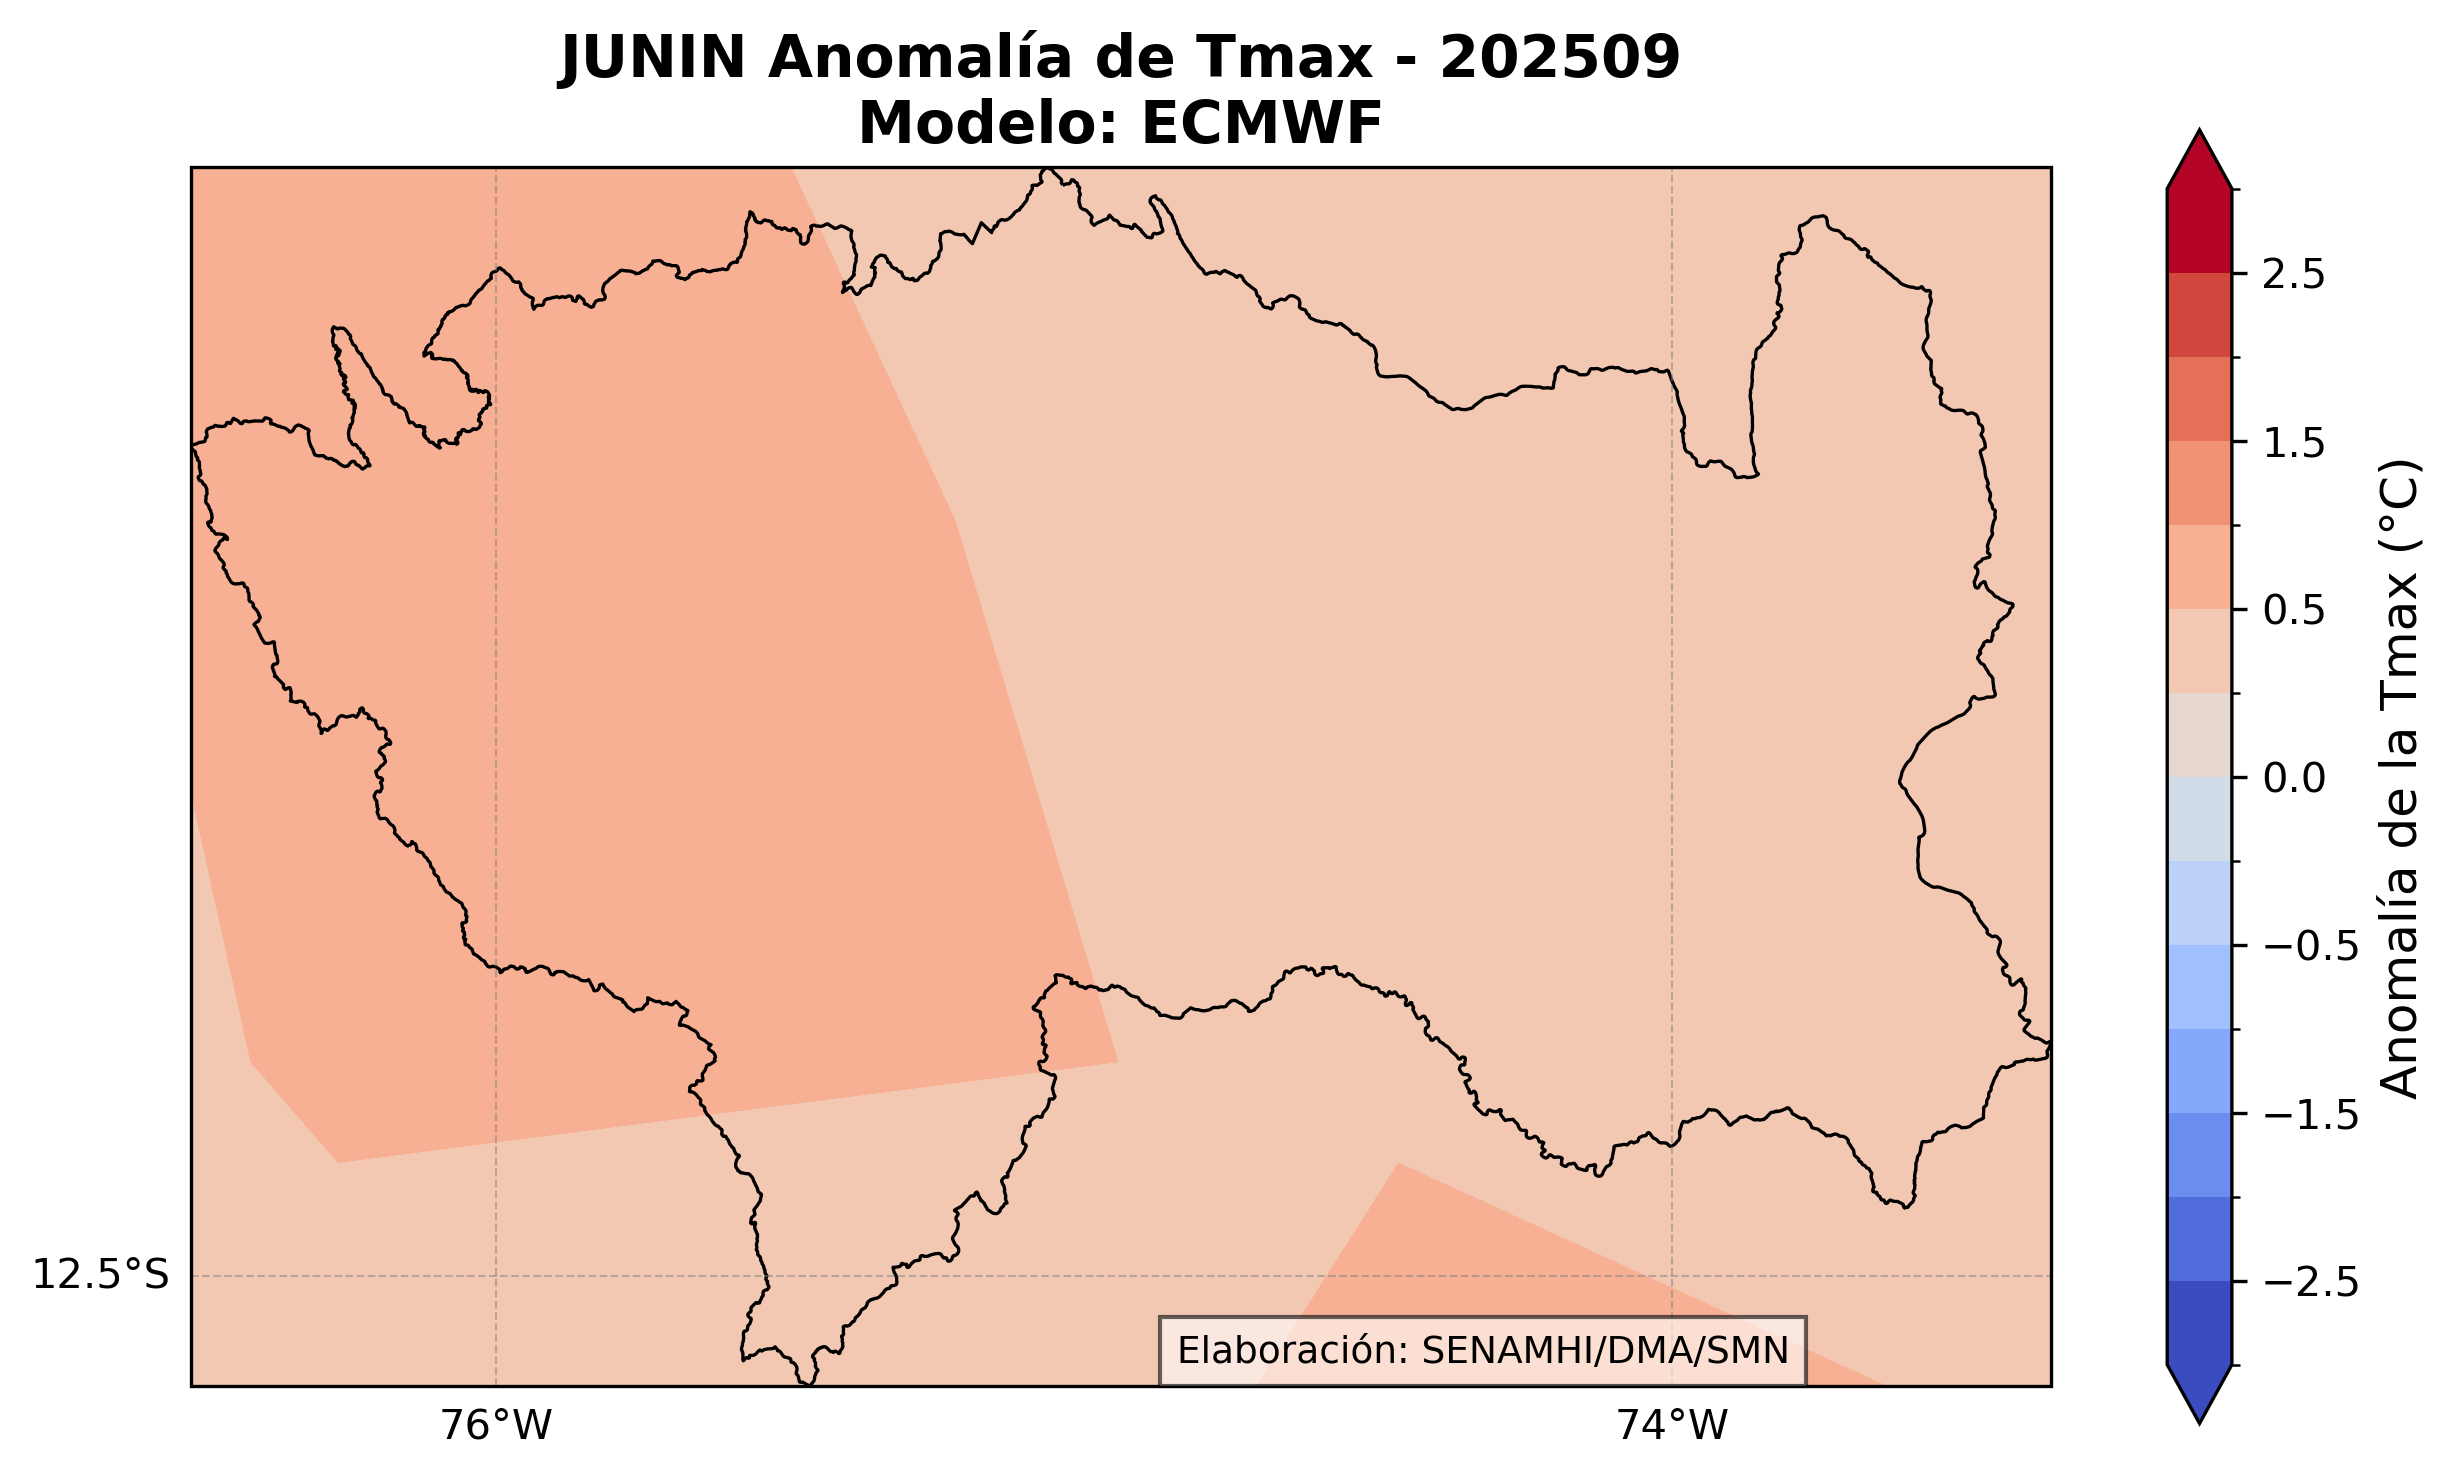 JUNIN Anomalía de Tmax - 202509
Modelo: ECMWF
2.5
1.5
0.5
0.0
−0.5
−1.5
−2.5
Anomalía de la Tmax (°C)
12.5°S
Elaboración: SENAMHI/DMA/SMN
76°W
74°W